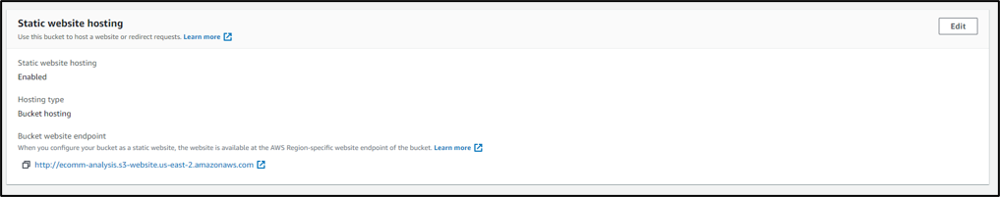 Static website hosting
Edit
Use this bucket to host a website or redirect requests. Learn more
Static website hosting
Enabled
Hosting type
Bucket hosting
Bucket website endpoint
When you configure your bucket as a static website, the website is available at the AWS Region-specific website endpoint of the bucket. Learn more
http://ecomm-analysis.s3-website.us-east-2.amazonaws.com